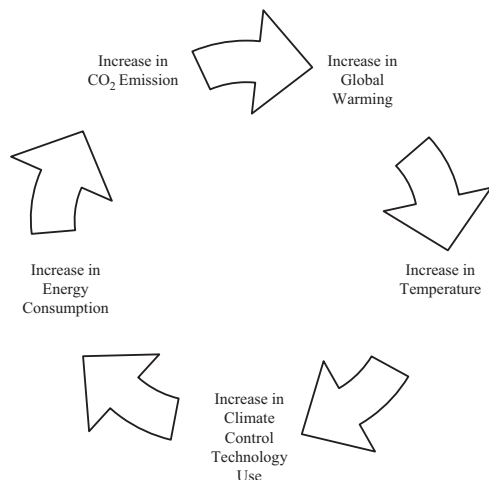 Increase in
CO₂ Emission
Increase in
Global
Warming
Increase in
Temperature
Increase in
Climate
Control
Technology
Use
Increase in
Energy
Consumption